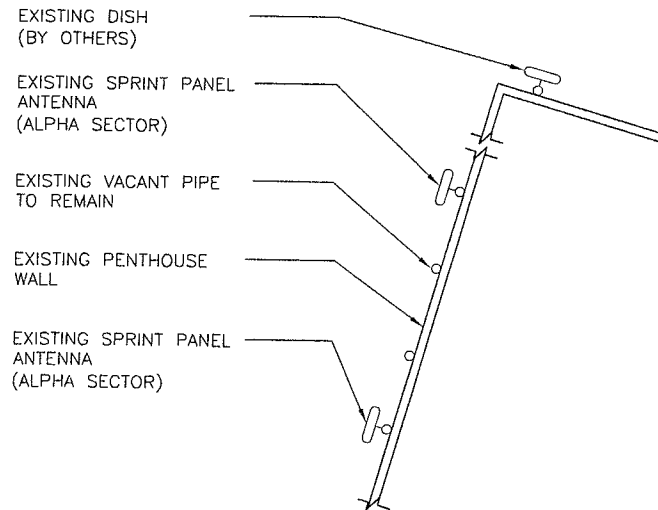 EXISTING DISH
(BY OTHERS)
EXISTING SPRINT PANEL
ANTENNA
(ALPHA SECTOR)
EXISTING VACANT PIPE
TO REMAIN
EXISTING PENTHOUSE
WALL
EXISTING SPRINT PANEL
ANTENNA
(ALPHA SECTOR)